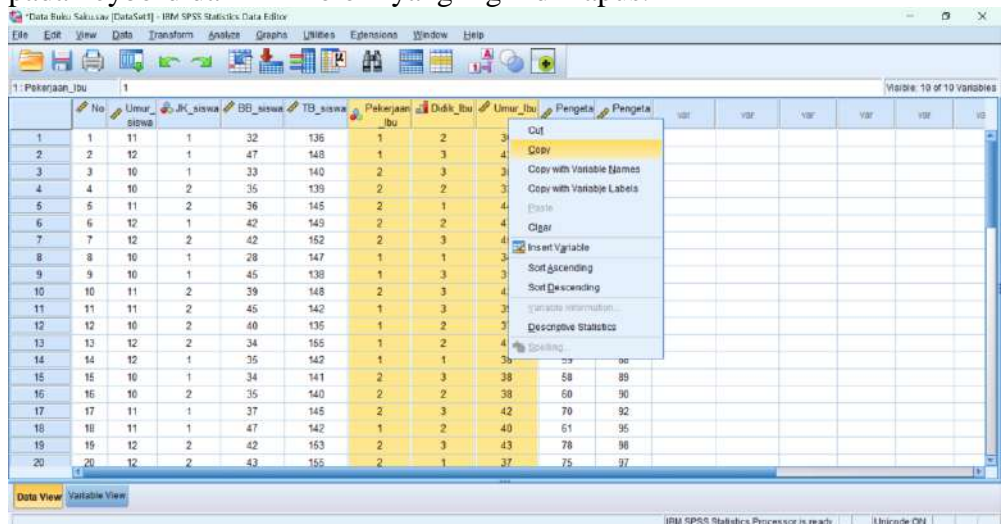 *Data Buku Saku.sav [DataSet1] - IBM SPSS Statistics Data Editor
File Edit View Data Transform Analyze Graphs Utilities Extensions Window Help
1 : Pekerjaan_Ibu 1 Visible: 10 of 10 Variables
No Umur_siswa JK_siswa BB_siswa TB_siswa Pekerjaan_Ibu Didik_Ibu Umur_Ibu Pengeta Pengeta var var var var va
1 1 11 1 32 136 1 2
2 2 12 1 47 148 1 3
3 3 10 1 33 140 2 3
4 4 10 2 35 139 2 2
5 5 11 2 36 145 2 1
6 6 12 1 42 149 2 2
7 7 12 2 42 152 2 3
8 8 10 1 28 147 1 1
9 9 10 1 45 138 1 3
10 10 11 2 39 148 2 3
11 11 11 2 45 142 1 3
12 12 10 2 40 135 1 2
13 13 12 2 34 155 1 2
14 14 12 1 35 142 1 1 38 59 88
15 15 10 1 34 141 2 3 38 58 89
16 16 10 2 35 140 2 2 38 60 90
17 17 11 1 37 145 2 3 42 70 92
18 18 11 1 47 142 1 2 40 61 95
19 19 12 2 42 153 2 3 43 78 98
20 20 12 2 43 155 2 1 37 75 97
Cut
Copy
Copy with Variable Names
Copy with Variable Labels
Paste
Clear
Insert Variable
Sort Ascending
Sort Descending
Variable Information...
Descriptive Statistics
Spelling...
Data View Variable View
IBM SPSS Statistics Processor is ready Unicode:ON